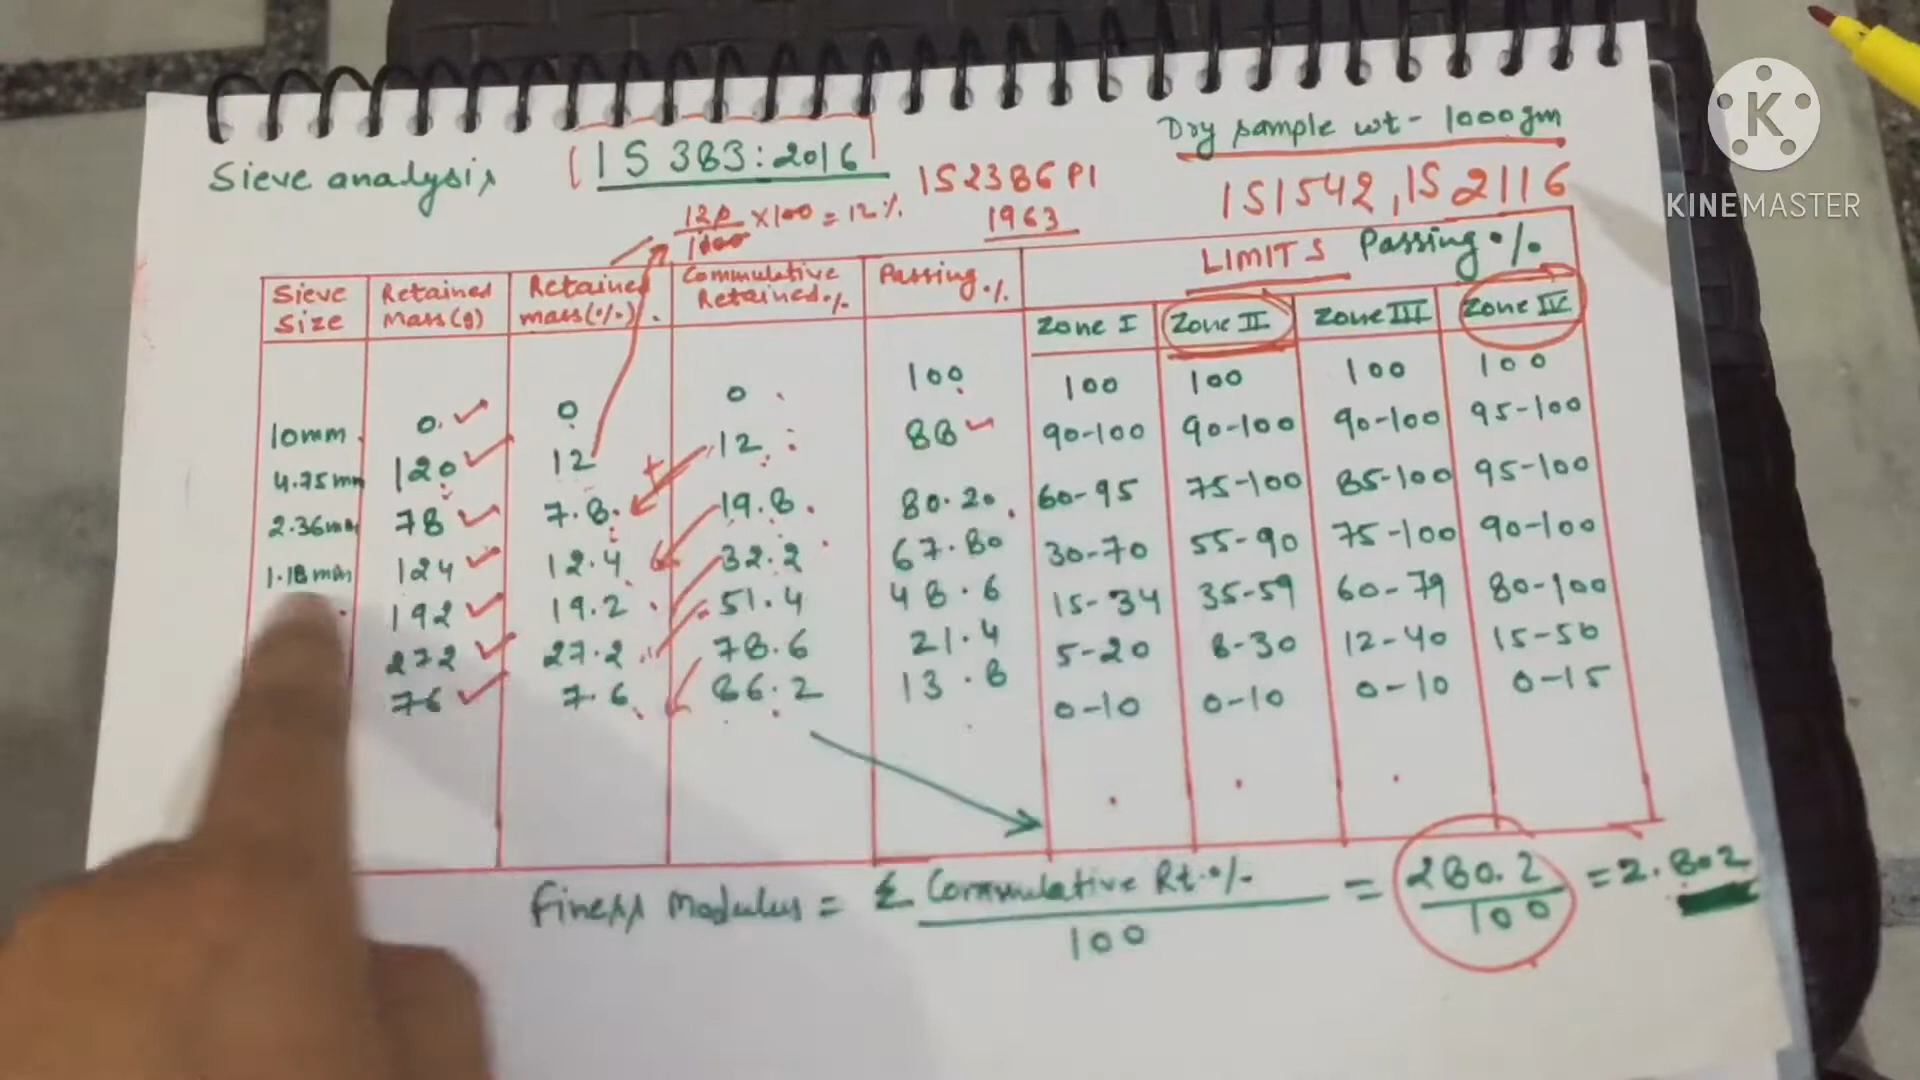 Sieve analysis
IS 383:2016
Dry sample wt - 1000gm
IS2386 P1
1963
IS1542, IS 2116
120/1000 x100 = 12%
LIMITS Passing %
Sieve Size | Retained Mass(g) | Retained mass(%) | Commulative Retained % | Passing % | Zone I | Zone II | Zone III | Zone IV
10mm | 0 | 0 | 0 | 100 | 100 | 100 | 100 | 100
4.75mm | 120 | 12 | 12 | 88 | 90-100 | 90-100 | 90-100 | 95-100
2.36mm | 78 | 7.8 | 19.8 | 80.20 | 60-95 | 75-100 | 85-100 | 95-100
1.18mm | 124 | 12.4 | 32.2 | 67.80 | 30-70 | 55-90 | 75-100 | 90-100
192 | 19.2 | 51.4 | 48.6 | 15-34 | 35-59 | 60-79 | 80-100
272 | 27.2 | 78.6 | 21.4 | 5-20 | 8-30 | 12-40 | 15-50
76 | 7.6 | 86.2 | 13.8 | 0-10 | 0-10 | 0-10 | 0-15
Finess Modulus = Σ Commulative Rt.% / 100 = 280.2 / 100 = 2.802
K
KINEMASTER